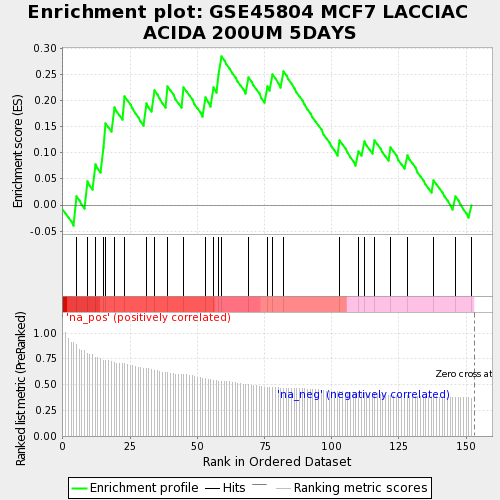 Enrichment plot: GSE45804 MCF7 LACCIAC
ACIDA 200UM 5DAYS
Enrichment score (ES)
0.30
0.25
0.20
0.15
0.10
0.05
0.00
-0.05
'na_pos' (positively correlated)
Ranked list metric (PreRanked)
1.00
0.75
0.50
0.25
0.00
Zero cross at
'na_neg' (negatively correlated)
0
25
50
75
100
125
150
Rank in Ordered Dataset
Enrichment profile
Hits
Ranking metric scores